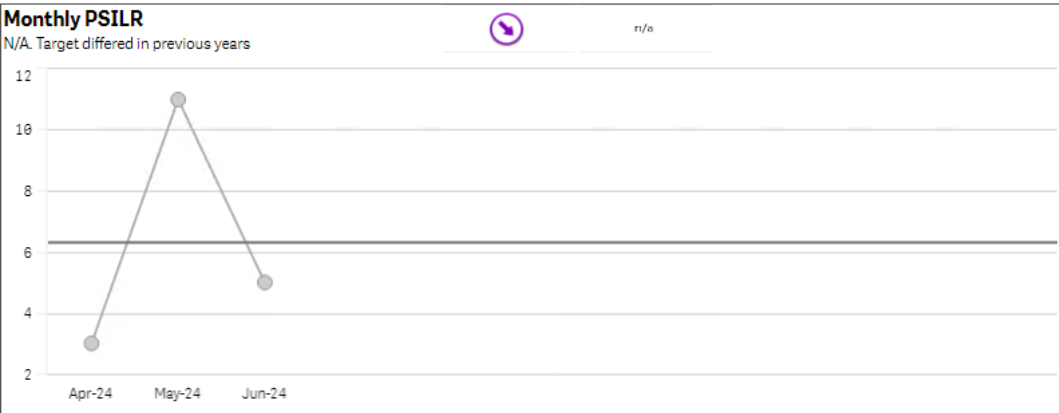 Monthly PSILR
N/A. Target differed in previous years
n/a
12
10
8
6
4
2
Apr-24 May-24 Jun-24